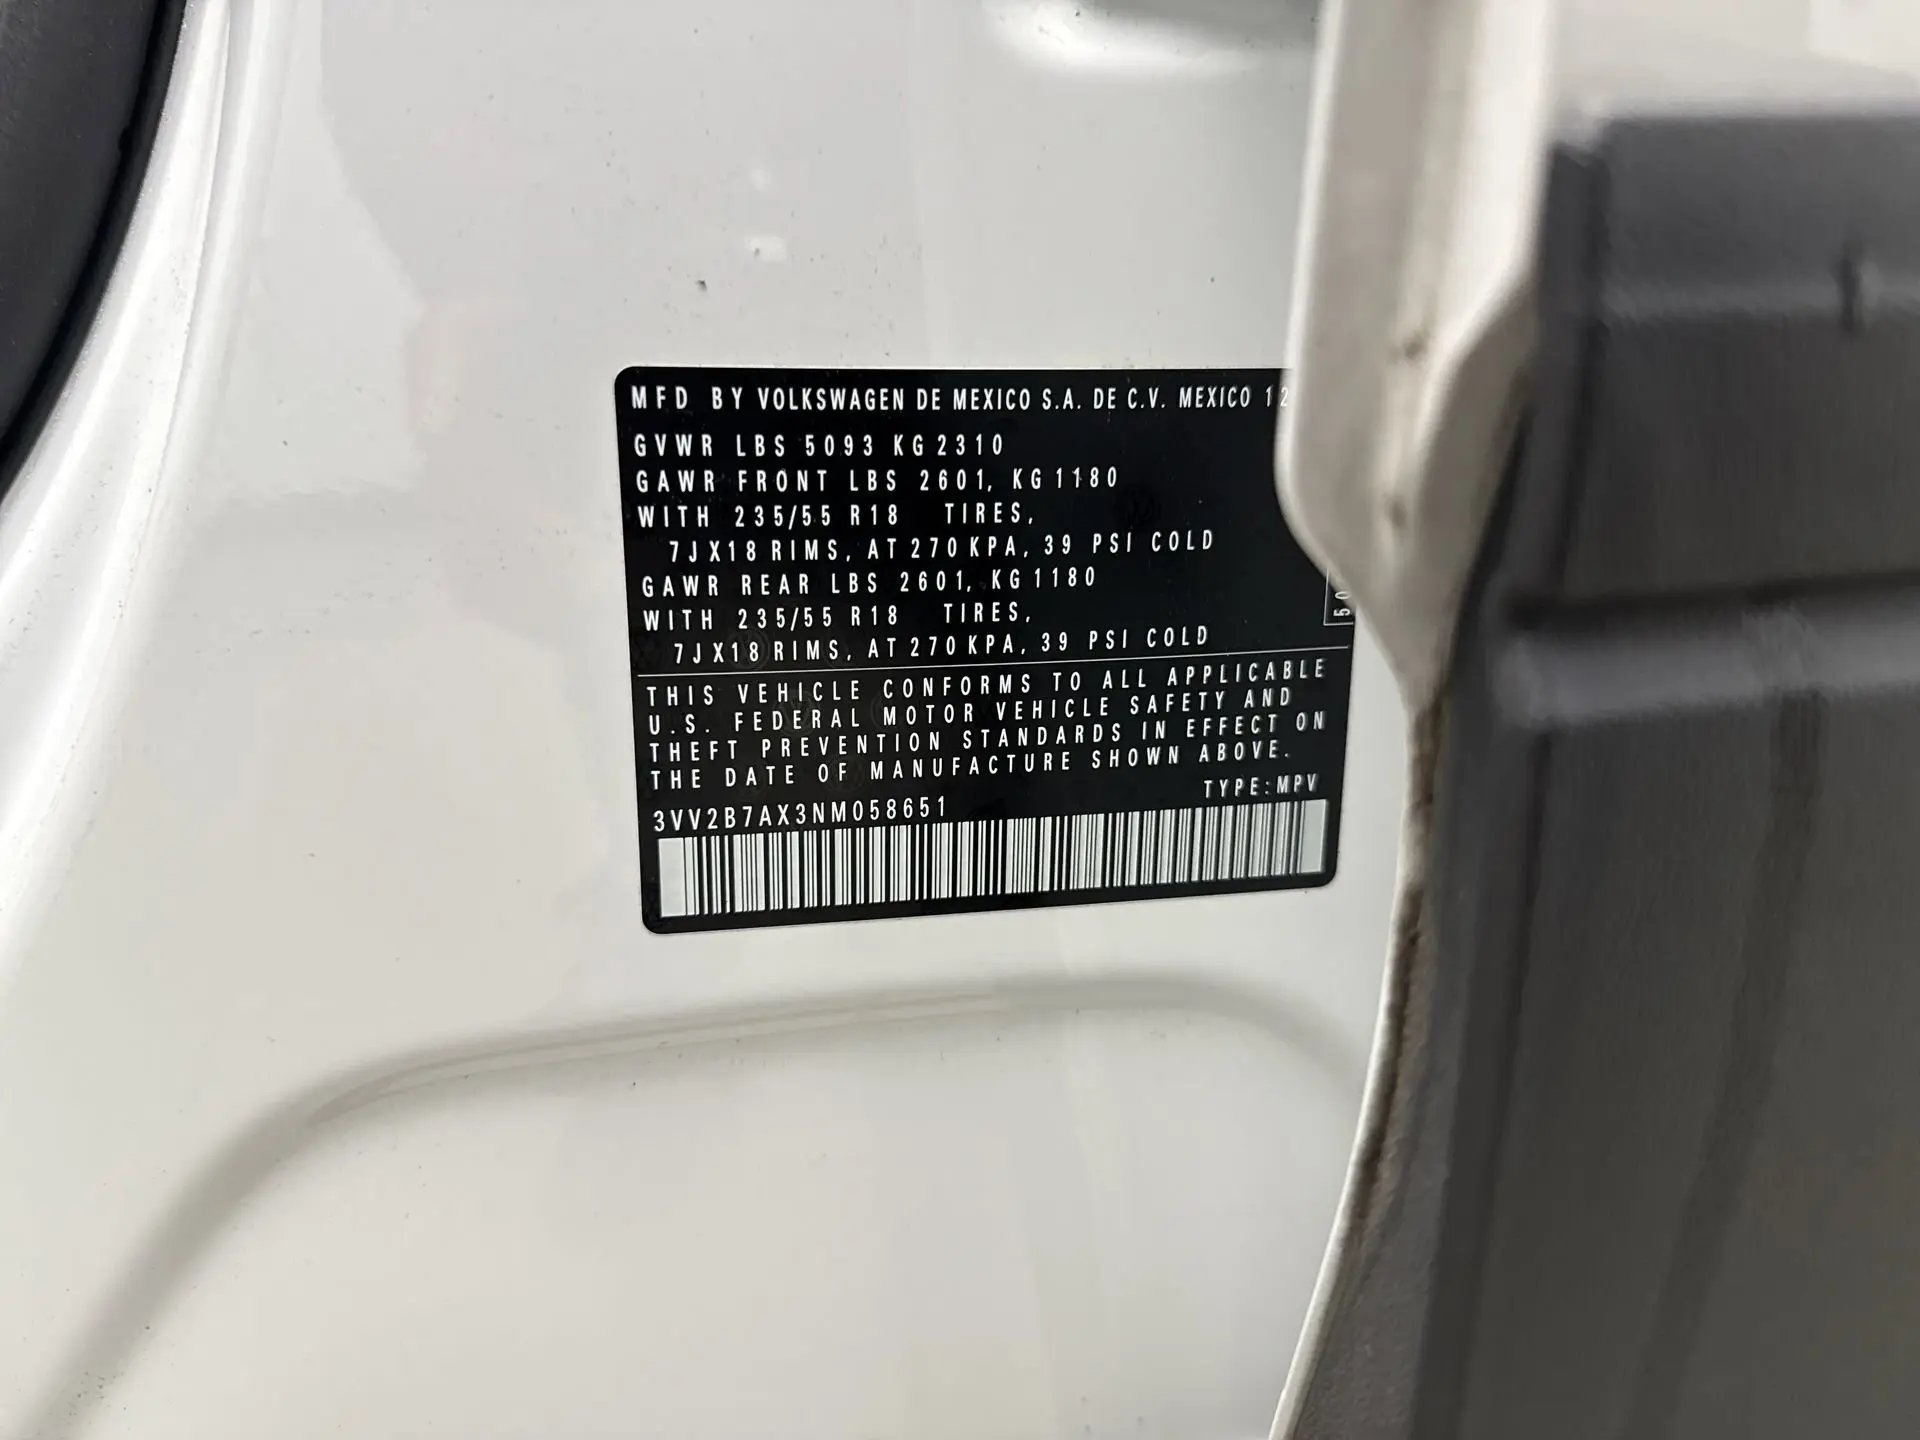 MFD BY VOLKSWAGEN DE MEXICO S.A. DE C.V. MEXICO 12
GVWR LBS 5093 KG 2310
GAWR FRONT LBS 2601, KG 1180
WITH 235/55 R18 TIRES,
7JX18 RIMS, AT 270 KPA, 39 PSI COLD
GAWR REAR LBS 2601, KG 1180
WITH 235/55 R18 TIRES,
7JX18 RIMS, AT 270 KPA, 39 PSI COLD
50
THIS VEHICLE CONFORMS TO ALL APPLICABLE
U.S. FEDERAL MOTOR VEHICLE SAFETY AND
THEFT PREVENTION STANDARDS IN EFFECT ON
THE DATE OF MANUFACTURE SHOWN ABOVE.
TYPE:MPV
3VV2B7AX3NM058651